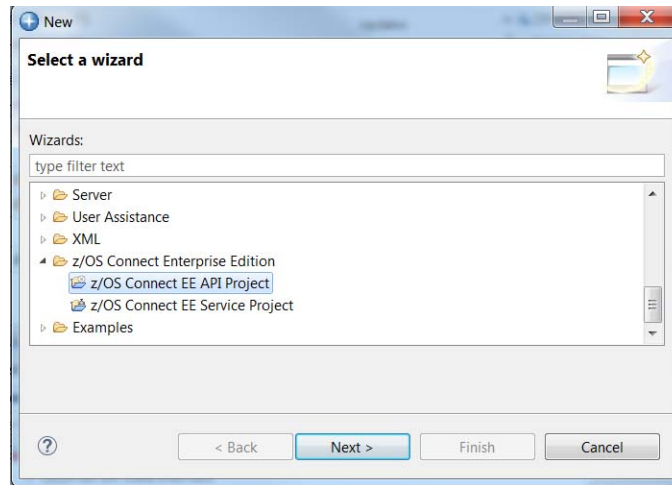 New
Select a wizard
Wizards:
type filter text
Server
User Assistance
XML
z/OS Connect Enterprise Edition
z/OS Connect EE API Project
z/OS Connect EE Service Project
Examples
< Back Next > Finish Cancel